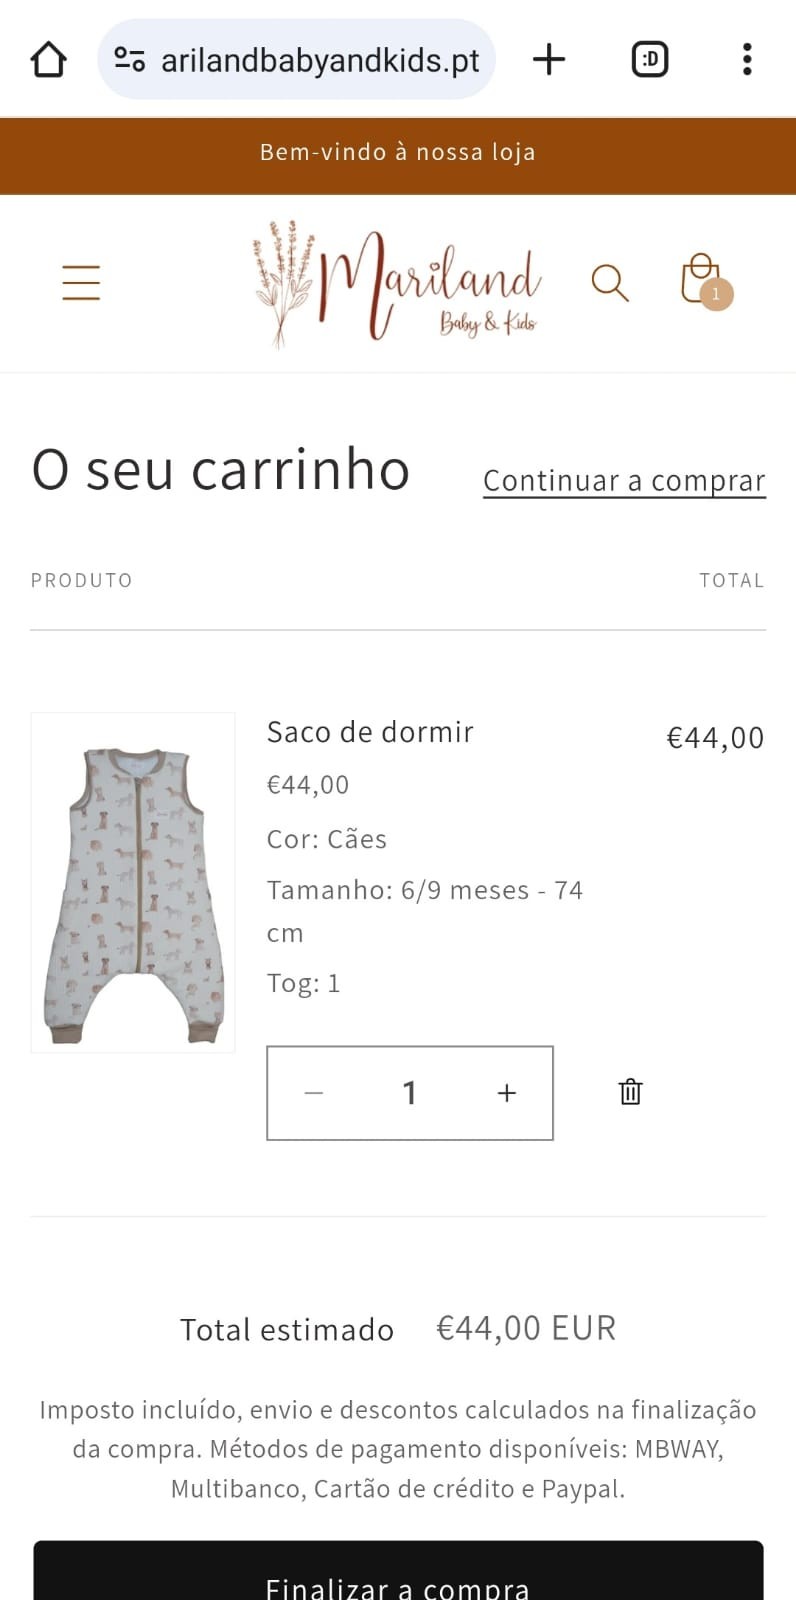 arilandbabyandkids.pt
:D
Bem-vindo à nossa loja
Mariland
Baby & Kids
1
O seu carrinho
Continuar a comprar
PRODUTO
TOTAL
Saco de dormir
€44,00
€44,00
Cor: Cães
Tamanho: 6/9 meses - 74
cm
Tog: 1
− 1 +
Total estimado €44,00 EUR
Imposto incluído, envio e descontos calculados na finalização
da compra. Métodos de pagamento disponíveis: MBWAY,
Multibanco, Cartão de crédito e Paypal.
Finalizar a compra